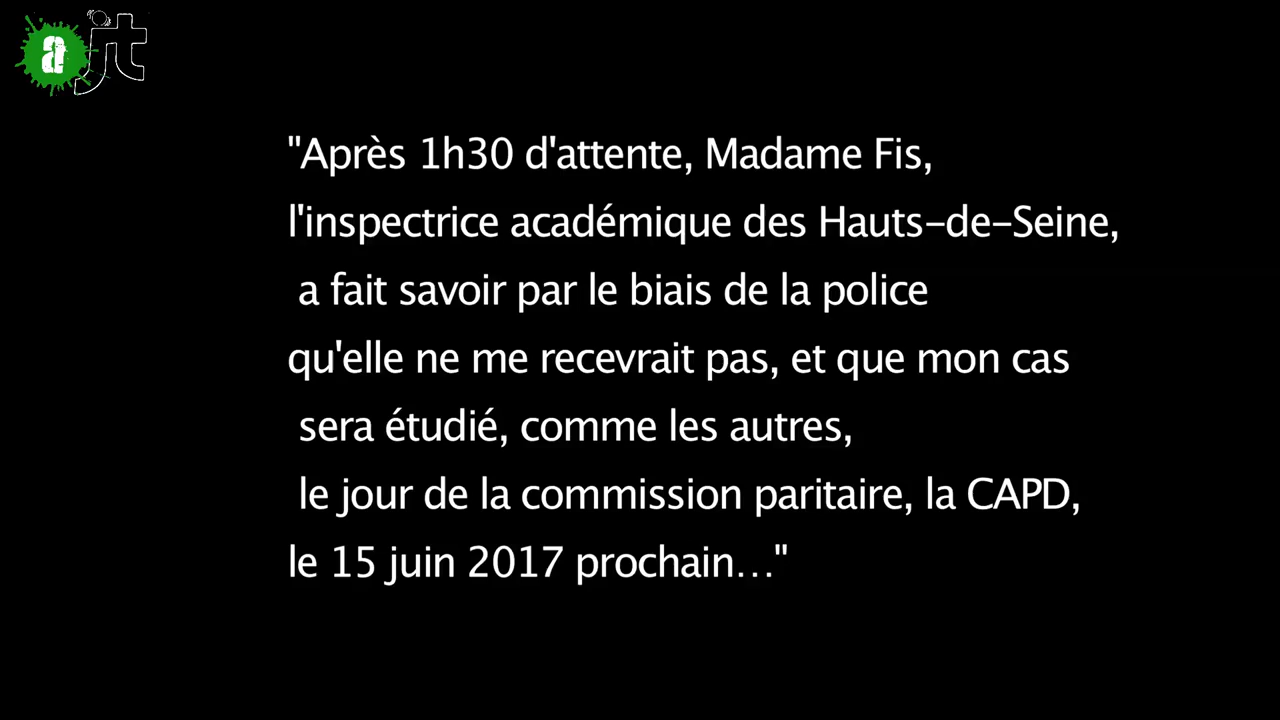 a jt
"Après 1h30 d'attente, Madame Fis,
l'inspectrice académique des Hauts-de-Seine,
a fait savoir par le biais de la police
qu'elle ne me recevrait pas, et que mon cas
sera étudié, comme les autres,
le jour de la commission paritaire, la CAPD,
le 15 juin 2017 prochain..."